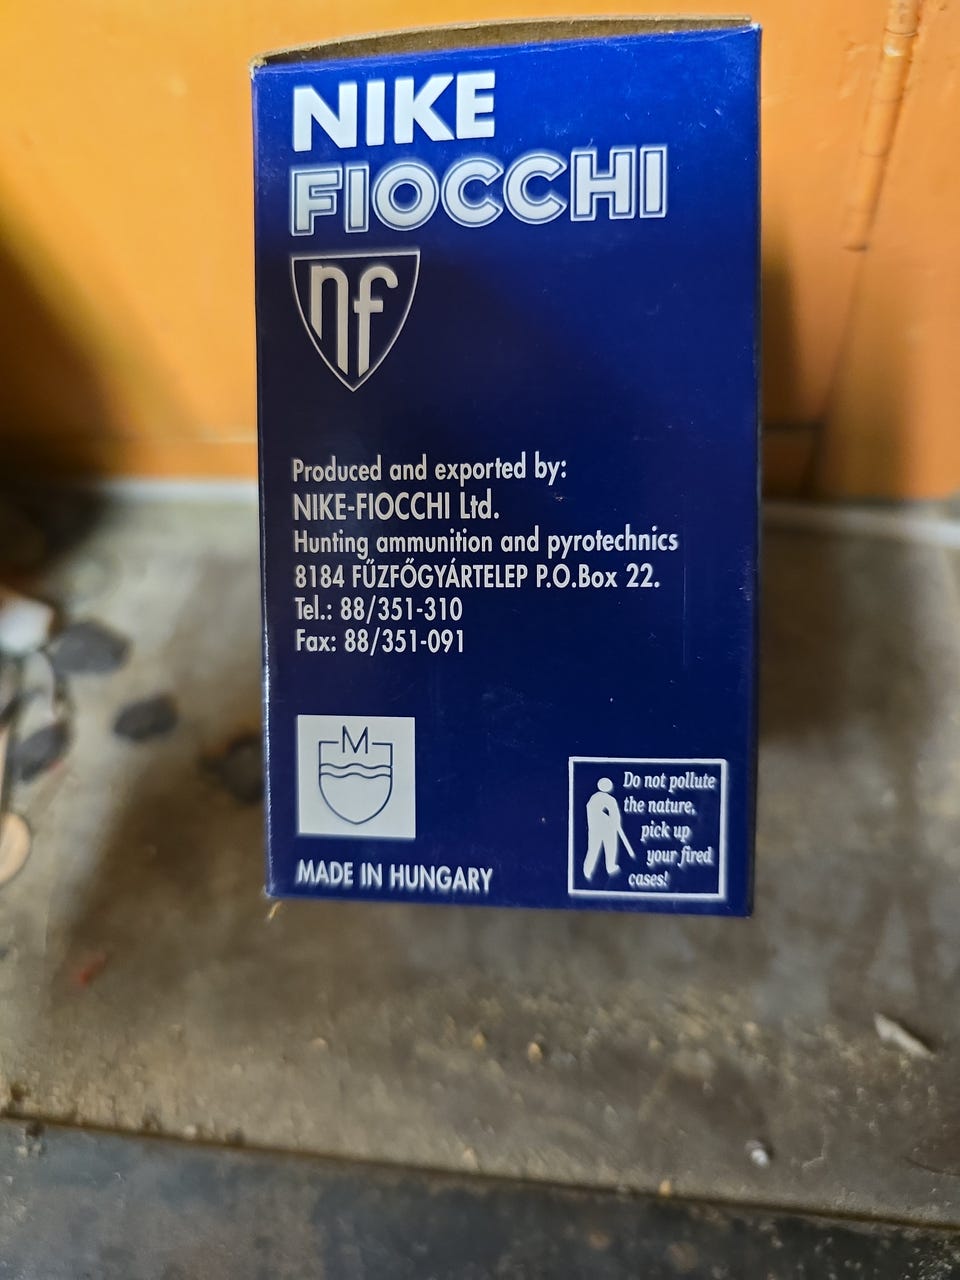 NIKE
FIOCCHI
nf
Produced and exported by:
NIKE-FIOCCHI Ltd.
Hunting ammunition and pyrotechnics
8184 FŰZFŐGYÁRTELEP P.O.Box 22.
Tel.: 88/351-310
Fax: 88/351-091
M
MADE IN HUNGARY
Do not pollute
the nature,
pick up
your fired
cases!